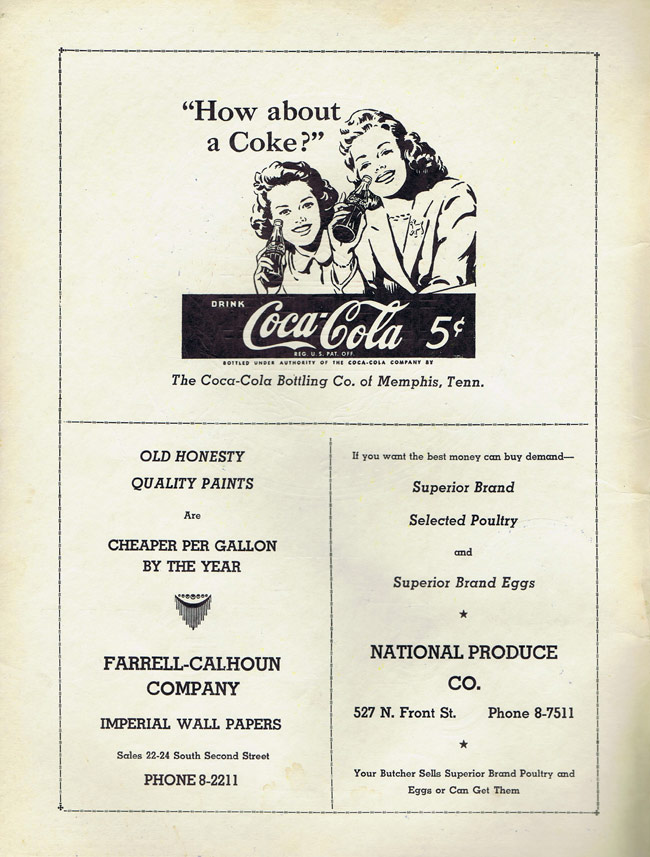 “How about
a Coke?”
DRINK
Coca-Cola 5¢
REG. U. S. PAT. OFF.
BOTTLED UNDER AUTHORITY OF THE COCA-COLA COMPANY BY
The Coca-Cola Bottling Co. of Memphis, Tenn.
OLD HONESTY
QUALITY PAINTS
Are
CHEAPER PER GALLON
BY THE YEAR
FARRELL-CALHOUN
COMPANY
IMPERIAL WALL PAPERS
Sales 22-24 South Second Street
PHONE 8-2211
If you want the best money can buy demand—
Superior Brand
Selected Poultry
and
Superior Brand Eggs
★
NATIONAL PRODUCE
CO.
527 N. Front St. Phone 8-7511
★
Your Butcher Sells Superior Brand Poultry and
Eggs or Can Get Them